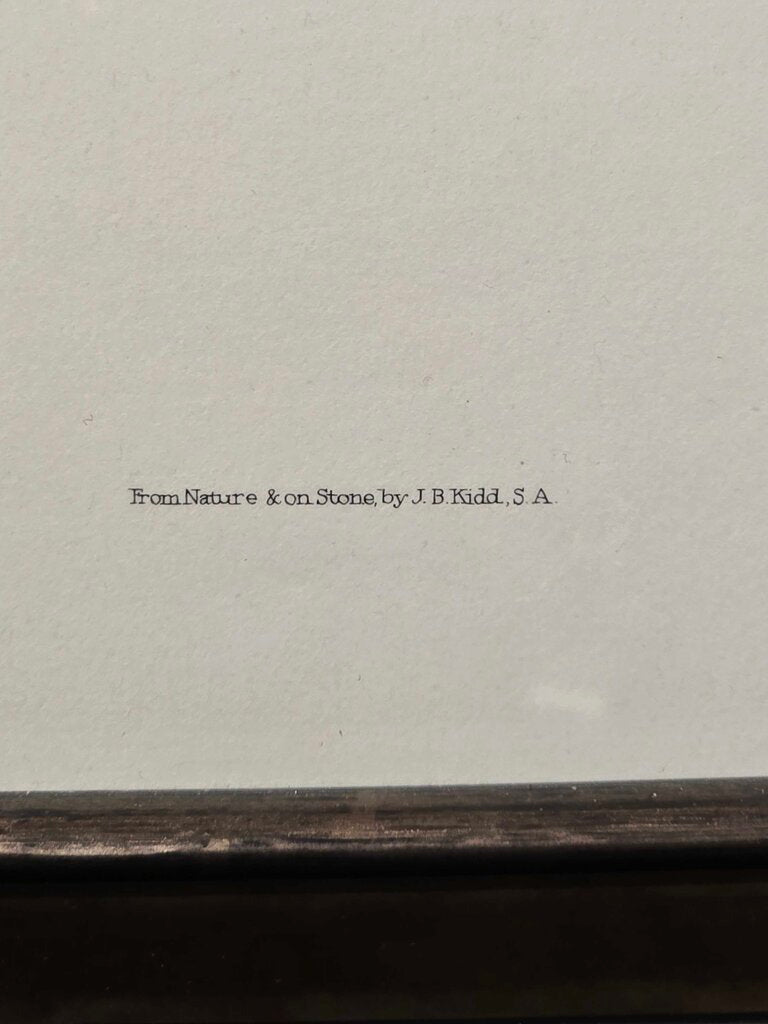 From Nature & on Stone, by J. B. Kidd., S. A.